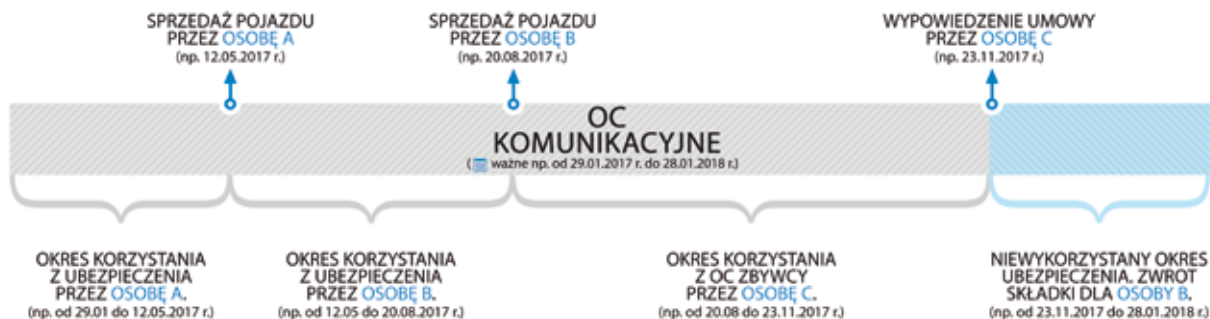 SPRZEDAŻ POJAZDU
PRZEZ OSOBĘ A
(np. 12.05.2017 r.)
SPRZEDAŻ POJAZDU
PRZEZ OSOBĘ B
(np. 20.08.2017 r.)
WYPOWIEDZENIE UMOWY
PRZEZ OSOBĘ C
(np. 23.11.2017 r.)
OC
KOMUNIKACYJNE
( ważne np. od 29.01.2017 r. do 28.01.2018 r.)
OKRES KORZYSTANIA
Z UBEZPIECZENIA
PRZEZ OSOBĘ A.
(np. od 29.01 do 12.05.2017 r.)
OKRES KORZYSTANIA
Z UBEZPIECZENIA
PRZEZ OSOBĘ B.
(np. od 12.05 do 20.08.2017 r.)
OKRES KORZYSTANIA
Z OC ZBYWCY
PRZEZ OSOBĘ C.
(np. od 20.08 do 23.11.2017 r.)
NIEWYKORZYSTANY OKRES
UBEZPIECZENIA. ZWROT
SKŁADKI DLA OSOBY B.
(np. od 23.11.2017 do 28.01.2018 r.)